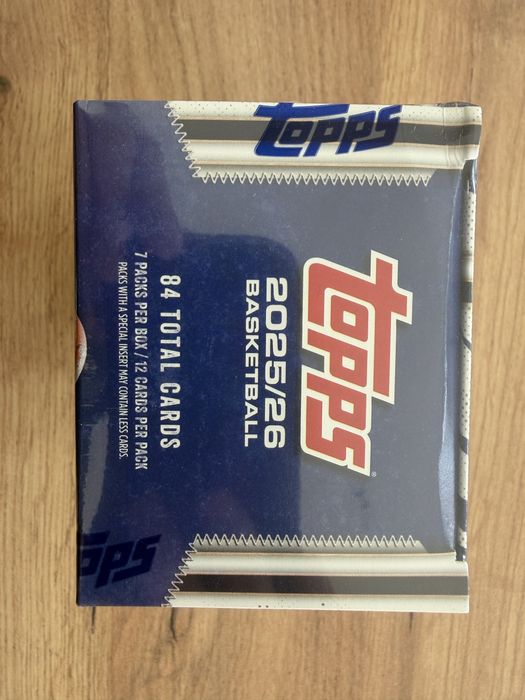 Topps
Topps®
2025/26
BASKETBALL
84 TOTAL CARDS
7 PACKS PER BOX / 12 CARDS PER PACK
PACKS WITH A SPECIAL INSERT MAY CONTAIN LESS CARDS.
OPPS